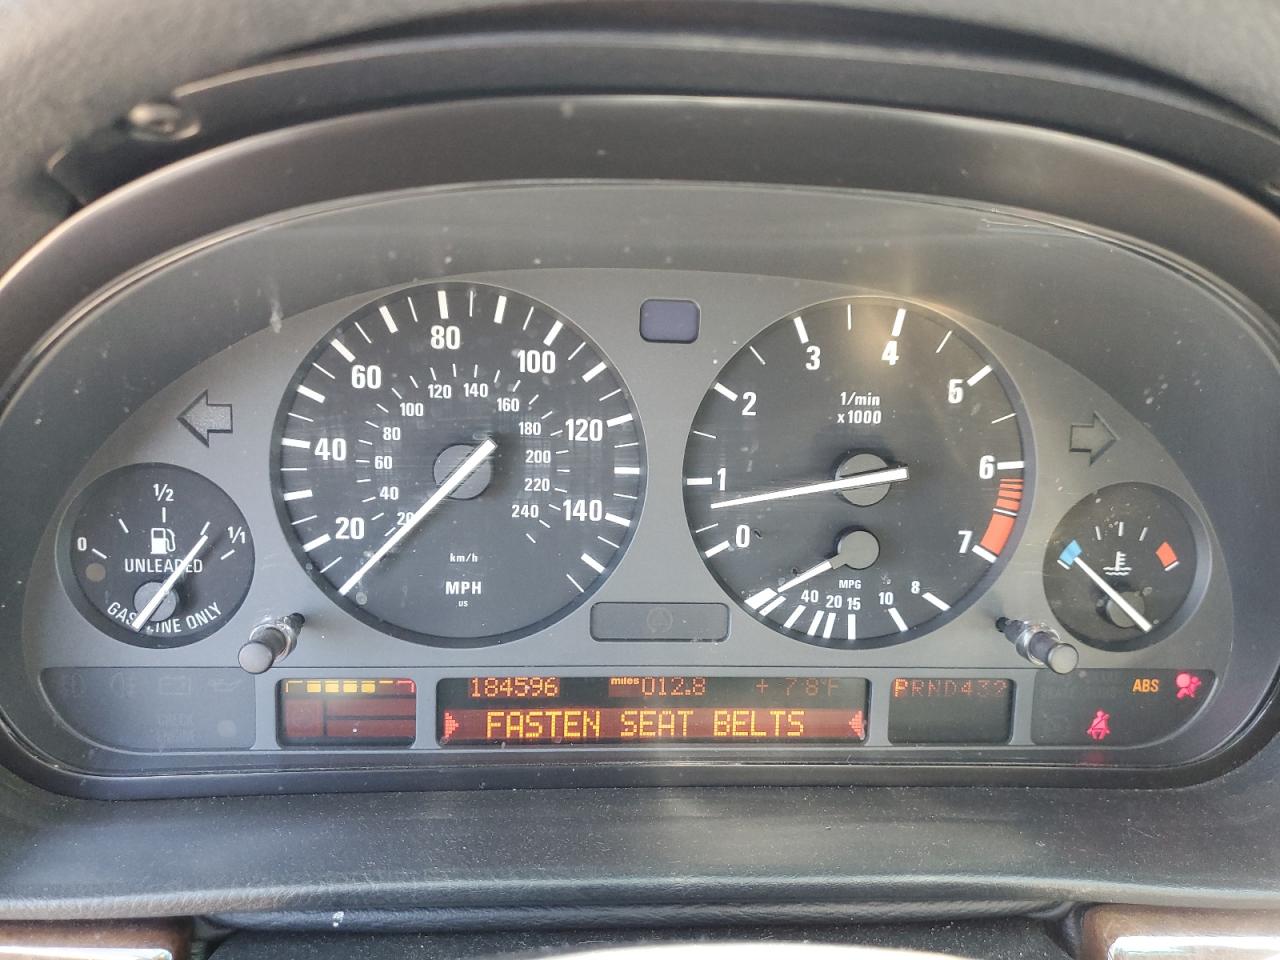 20
40
60
80
100
120
140
20
40
60
80
100
120
140
160
180
200
220
240
km/h
MPH
US
0
1
2
3
4
5
6
7
1/min
x1000
MPG
40 20 15 10 8
0 1/2 1/1
UNLEADED
GASOLINE ONLY
184596 miles 012.8 + 78°F
FASTEN SEAT BELTS
PRND432
ABS
CHECK